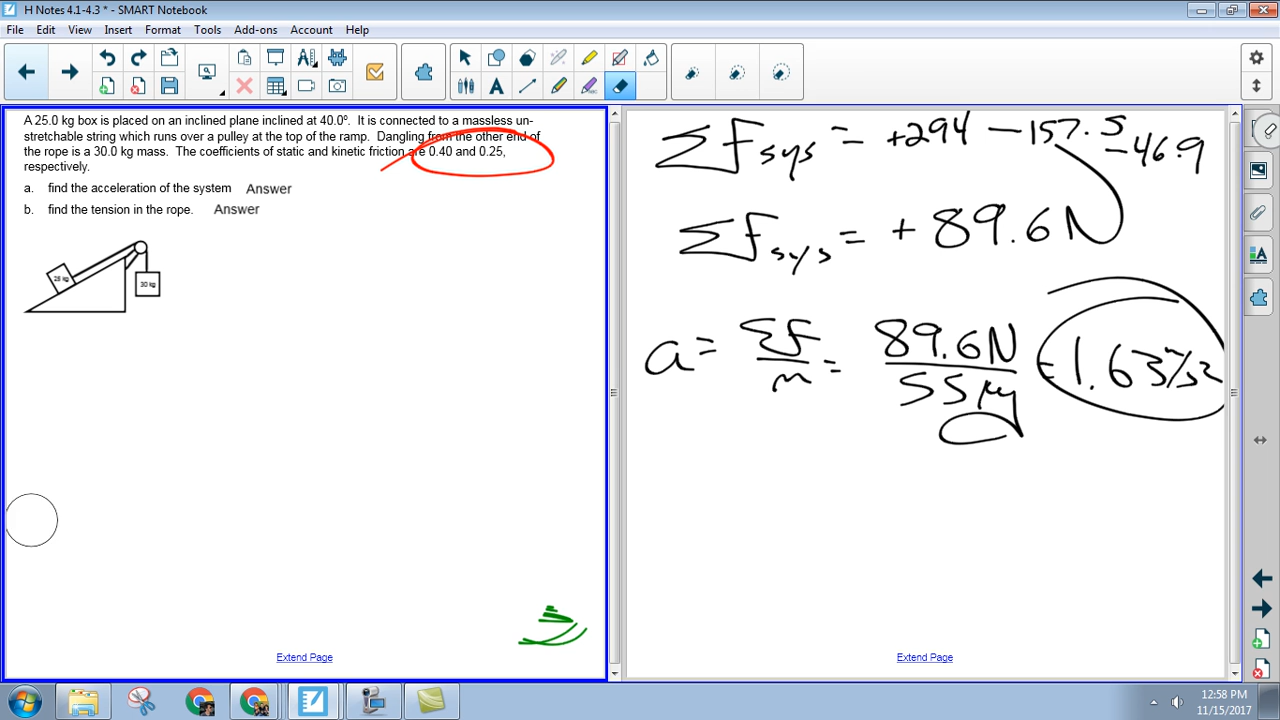 H Notes 4.1-4.3 * - SMART Notebook
File Edit View Insert Format Tools Add-ons Account Help
A 25.0 kg box is placed on an inclined plane inclined at 40.0º. It is connected to a massless un-
stretchable string which runs over a pulley at the top of the ramp. Dangling from the other end of
the rope is a 30.0 kg mass. The coefficients of static and kinetic friction are 0.40 and 0.25,
respectively.
a. find the acceleration of the system Answer
b. find the tension in the rope. Answer
25 kg
30 kg
Extend Page
ΣFsys = +294 – 157.5 – 46.9
ΣFsys = + 89.6 N
a = ΣF/m = 89.6N/55kg = 1.63 m/s2
Extend Page
12:58 PM
11/15/2017